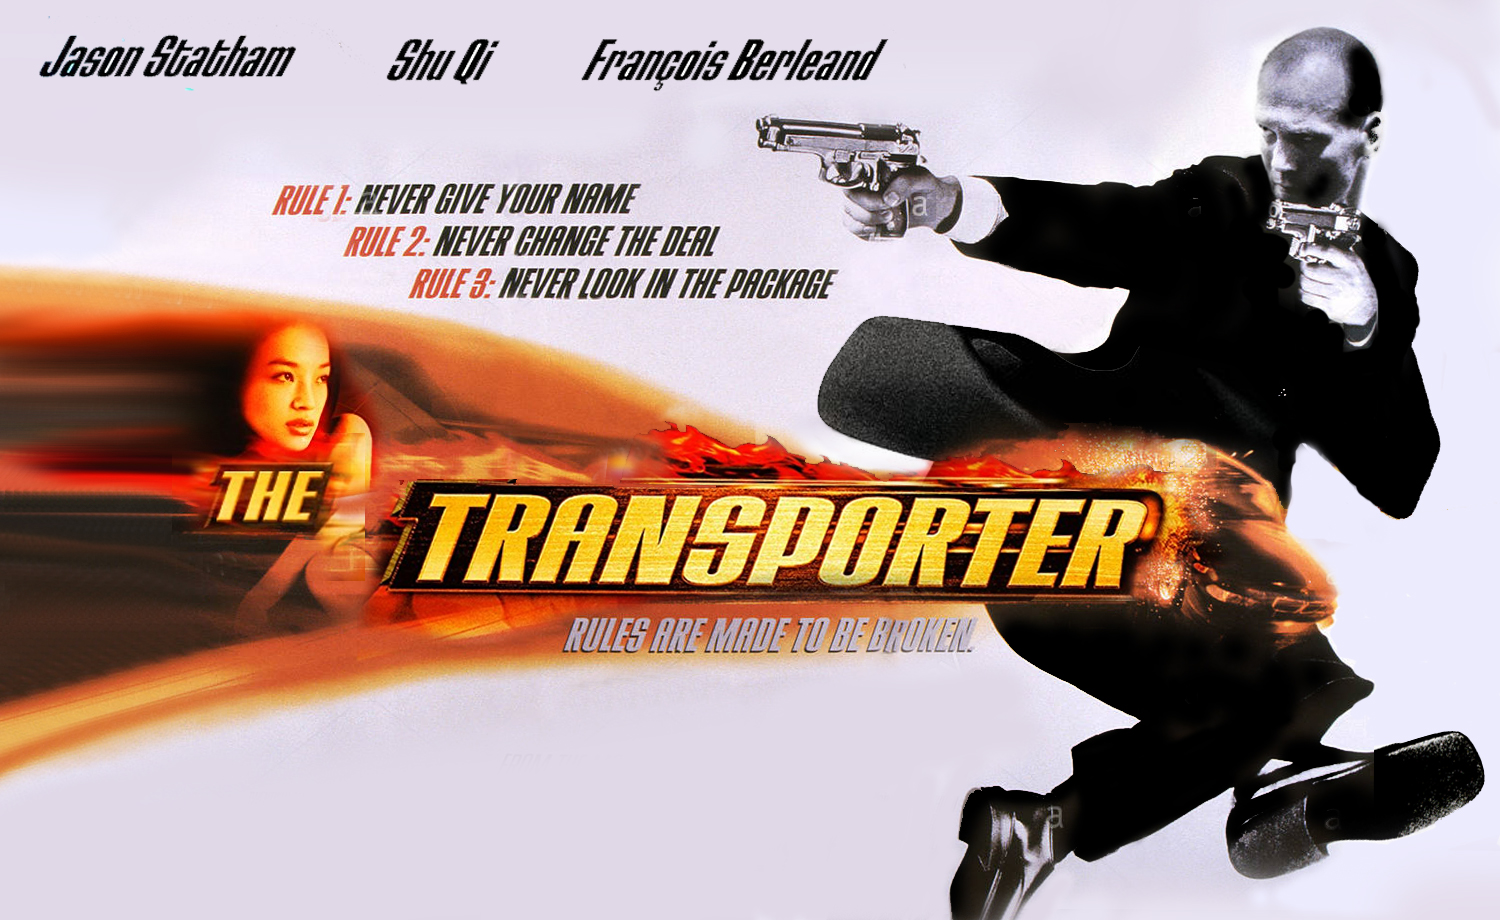 Jason Statham Shu Qi François Berleand
RULE 1: NEVER GIVE YOUR NAME
RULE 2: NEVER CHANGE THE DEAL
RULE 3: NEVER LOOK IN THE PACKAGE
THE
TRANSPORTER
RULES ARE MADE TO BE BROKEN.
a
a
a